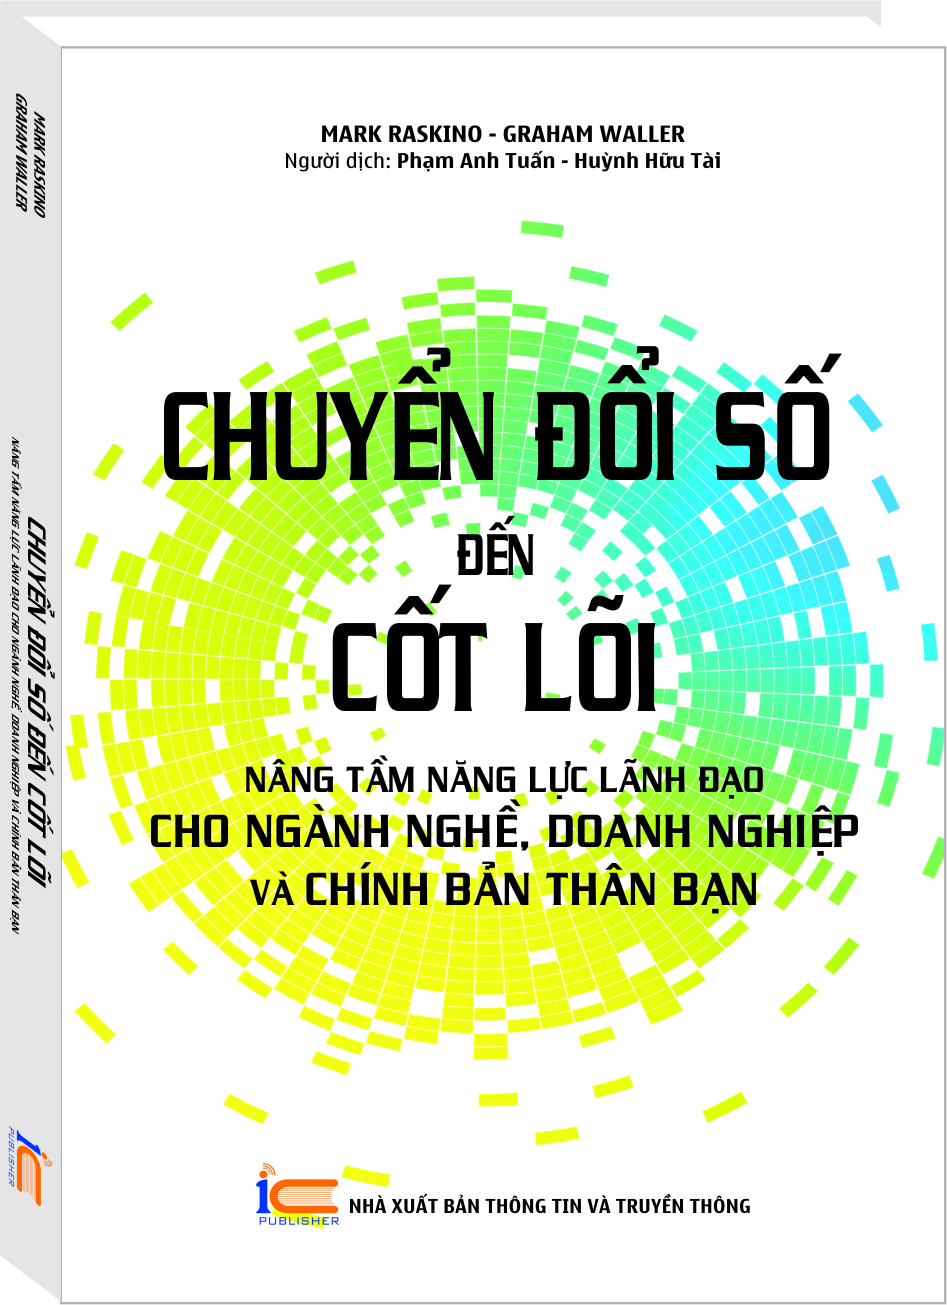 MARK RASKINO - GRAHAM WALLER
Người dịch: Phạm Anh Tuấn - Huỳnh Hữu Tài
CHUYỂN ĐỔI SỐ
ĐẾN
CỐT LÕI
NÂNG TẦM NĂNG LỰC LÃNH ĐẠO
CHO NGÀNH NGHỀ, DOANH NGHIỆP
VÀ CHÍNH BẢN THÂN BẠN
iC
PUBLISHER
NHÀ XUẤT BẢN THÔNG TIN VÀ TRUYỀN THÔNG
MARK RASKINO
GRAHAM WALLER
CHUYỂN ĐỔI SỐ ĐẾN CỐT LÕI
NÂNG TẦM NĂNG LỰC LÃNH ĐẠO CHO NGÀNH NGHỀ, DOANH NGHIỆP VÀ CHÍNH BẢN THÂN BẠN
iC
PUBLISHER